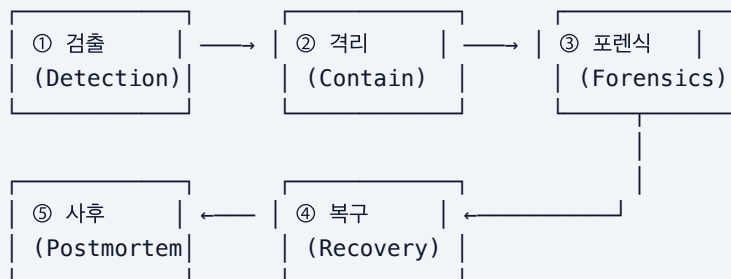 ① 검출 ② 격리 ③ 포렌식
(Detection) (Contain) (Forensics)
⑤ 사후 ④ 복구
(Postmortem (Recovery)